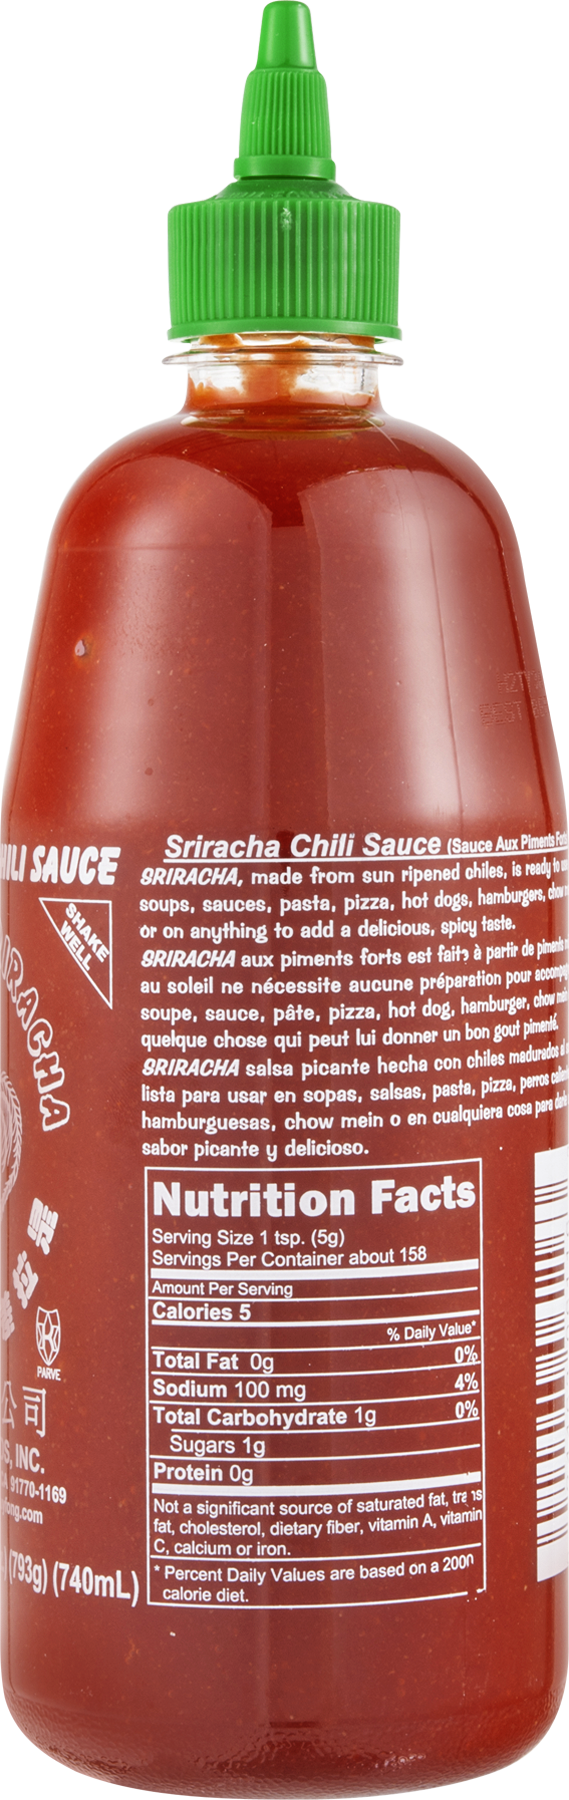 SAUCE
SHAKE
WELL
PARVE
公司
INC.
91770-1169
(793g) (740mL)
Sriracha Chili Sauce (Sauce Aux Piments
SRIRACHA, made from sun ripened chiles, is ready to
soups, sauces, pasta, pizza, hot dogs, hamburgers, chow
or on anything to add a delicious, spicy taste.
SRIRACHA aux piments forts est faite à partir de piments
au soleil ne nécessite aucune préparation pour
soupe, sauce, pâte, pizza, hot dog, hamburger, chow mein
quelque chose qui peut lui donner un bon gout pimenté.
SRIRACHA salsa picante hecha con chiles madurados al
lista para usar en sopas, salsas, pasta, pizza, perros
hamburguesas, chow mein o en cualquiera cosa para darle
sabor picante y delicioso.
Nutrition Facts
Serving Size 1 tsp. (5g)
Servings Per Container about 158
Amount Per Serving
Calories 5
% Daily Value*
Total Fat 0g 0%
Sodium 100 mg 4%
Total Carbohydrate 1g 0%
Sugars 1g
Protein 0g
Not a significant source of saturated fat, trans
fat, cholesterol, dietary fiber, vitamin A, vitamin
C, calcium or iron.
* Percent Daily Values are based on a 2000
calorie diet.